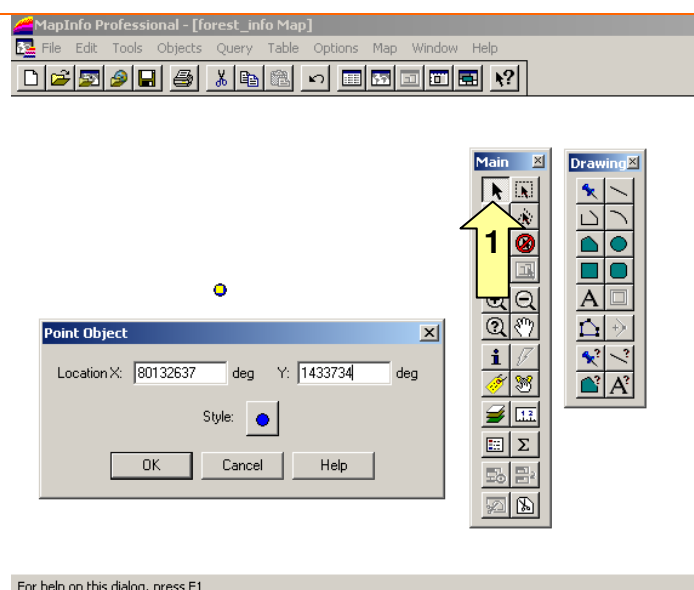 MapInfo Professional - [forest_info Map]
File Edit Tools Objects Query Table Options Map Window Help
Main
Drawing
1
A
Point Object
Location X: 80132637 deg Y: 1433734 deg
Style:
OK Cancel Help
For help on this dialog, press F1